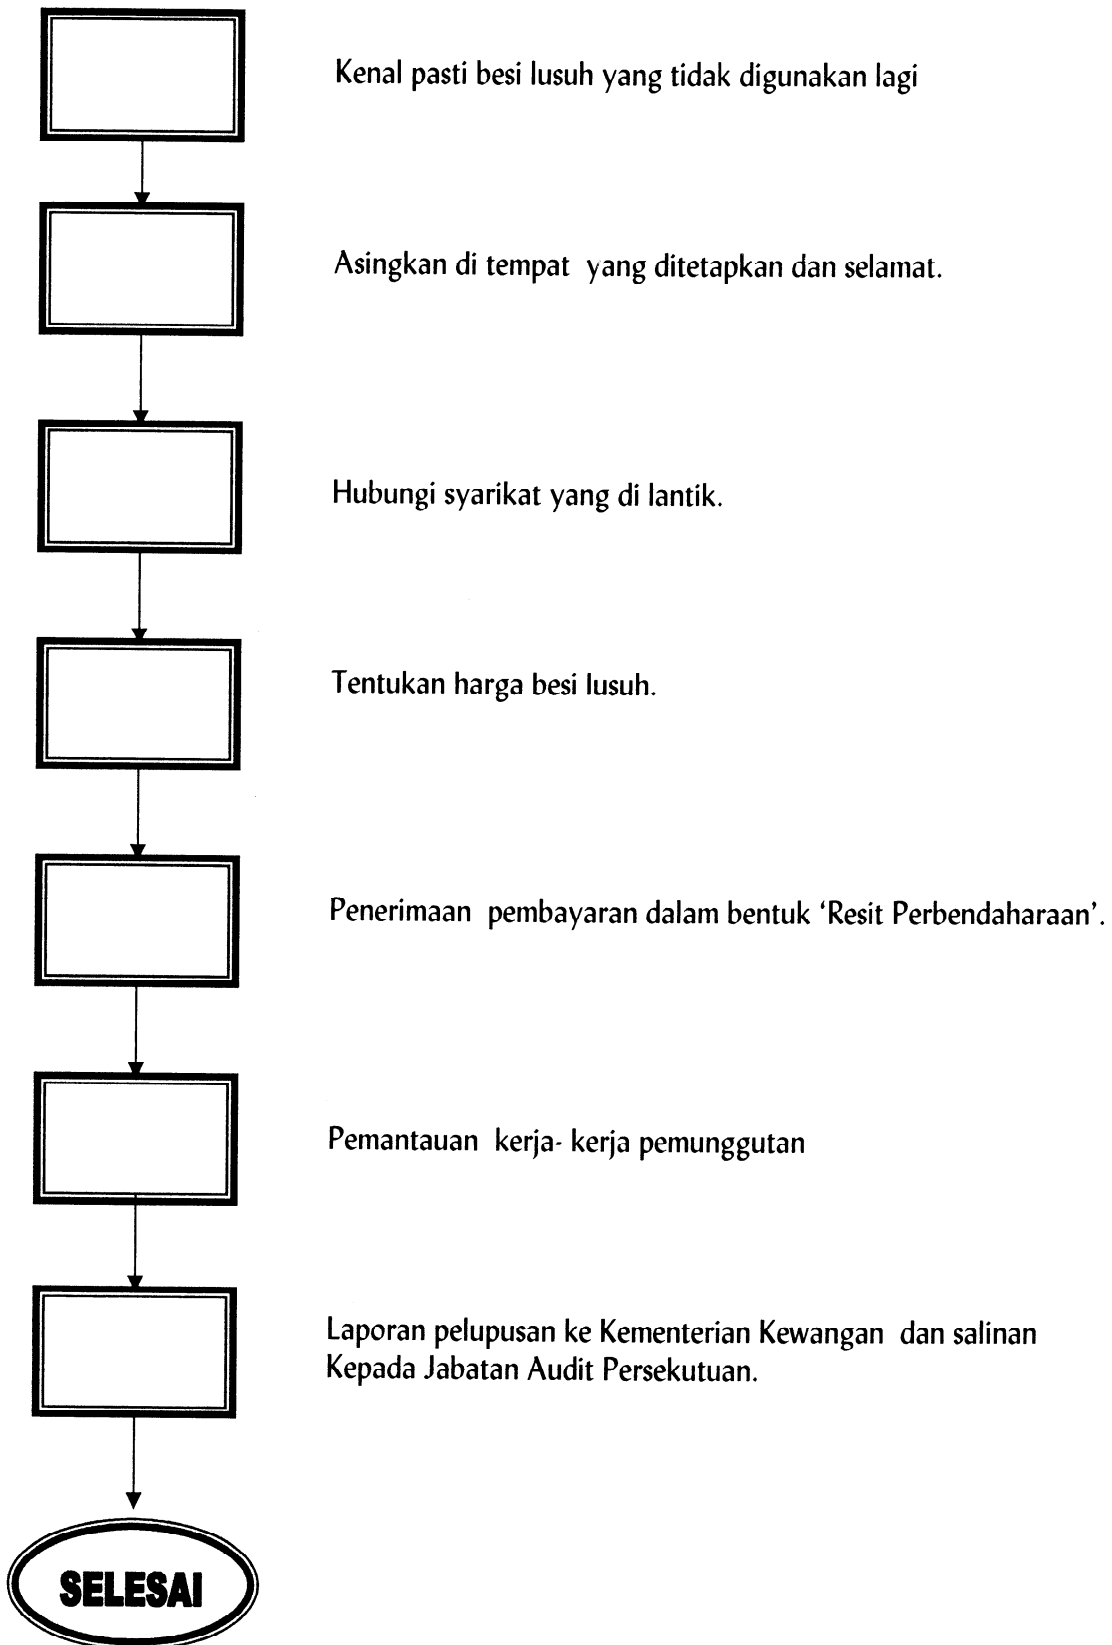 Kenal pasti besi lusuh yang tidak digunakan lagi
Asingkan di tempat yang ditetapkan dan selamat.
Hubungi syarikat yang di lantik.
Tentukan harga besi lusuh.
Penerimaan pembayaran dalam bentuk ‘Resit Perbendaharaan’.
Pemantauan kerja- kerja pemunggutan
Laporan pelupusan ke Kementerian Kewangan dan salinan
Kepada Jabatan Audit Persekutuan.
SELESAI